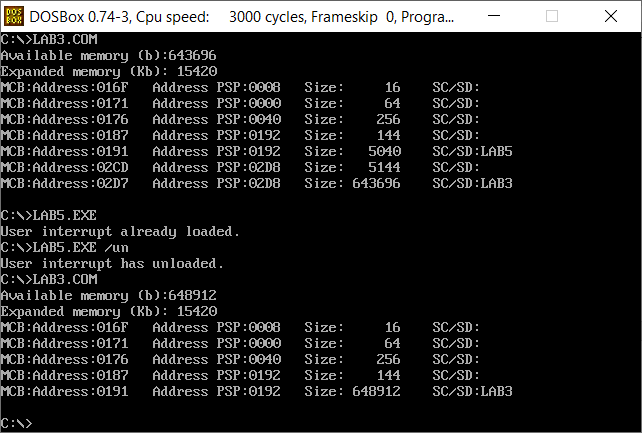 DOS
BOX
DOSBox 0.74-3, Cpu speed: 3000 cycles, Frameskip 0, Progra...
C:\>LAB3.COM
Available memory (b):643696
Expanded memory (Kb): 15420
MCB:Address:016F Address PSP:0008 Size: 16 SC/SD:
MCB:Address:0171 Address PSP:0000 Size: 64 SC/SD:
MCB:Address:0176 Address PSP:0040 Size: 256 SC/SD:
MCB:Address:0187 Address PSP:0192 Size: 144 SC/SD:
MCB:Address:0191 Address PSP:0192 Size: 5040 SC/SD:LAB5
MCB:Address:02CD Address PSP:02D8 Size: 5144 SC/SD:
MCB:Address:02D7 Address PSP:02D8 Size: 643696 SC/SD:LAB3
C:\>LAB5.EXE
User interrupt already loaded.
C:\>LAB5.EXE /un
User interrupt has unloaded.
C:\>LAB3.COM
Available memory (b):648912
Expanded memory (Kb): 15420
MCB:Address:016F Address PSP:0008 Size: 16 SC/SD:
MCB:Address:0171 Address PSP:0000 Size: 64 SC/SD:
MCB:Address:0176 Address PSP:0040 Size: 256 SC/SD:
MCB:Address:0187 Address PSP:0192 Size: 144 SC/SD:
MCB:Address:0191 Address PSP:0192 Size: 648912 SC/SD:LAB3
C:\>